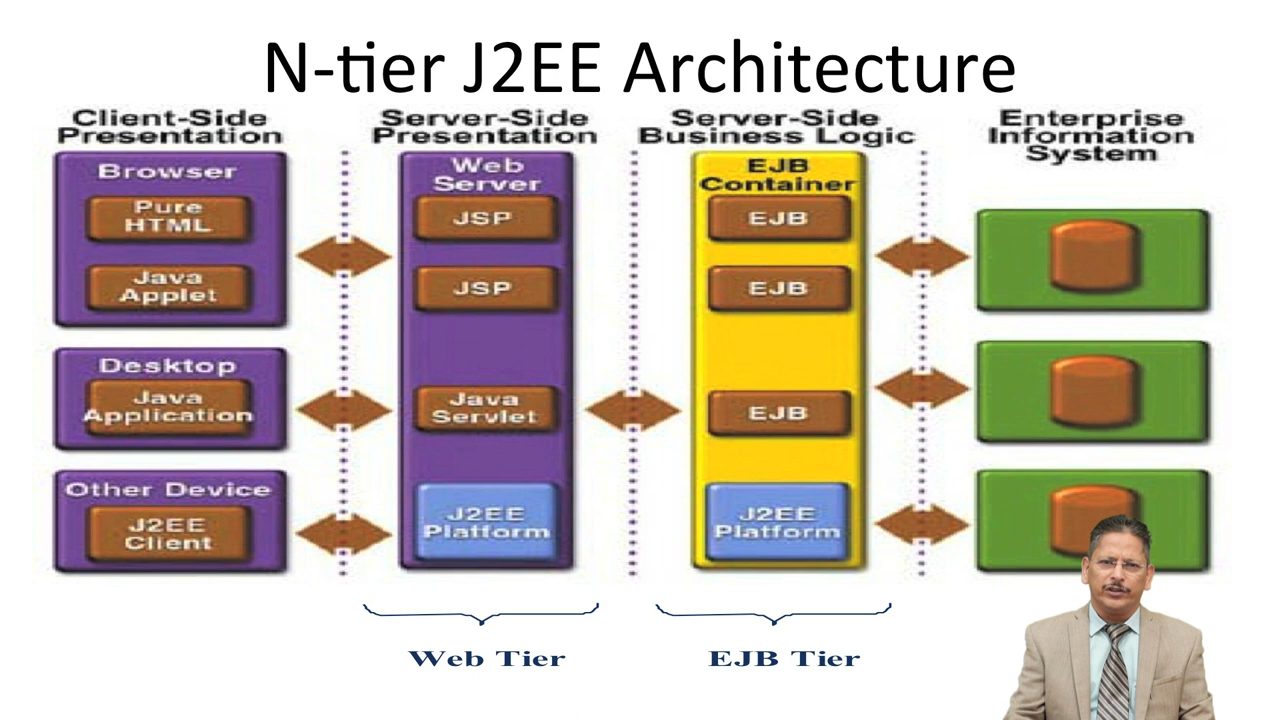 N-tier J2EE Architecture
Client-Side
Presentation
Server-Side
Presentation
Server-Side
Business Logic
Enterprise
Information
System
Browser
Pure
HTML
Java
Applet
Desktop
Java
Application
Other Device
J2EE
Client
Web
Server
JSP
JSP
Java
Servlet
J2EE
Platform
EJB
Container
EJB
EJB
EJB
J2EE
Platform
Web Tier
EJB Tier